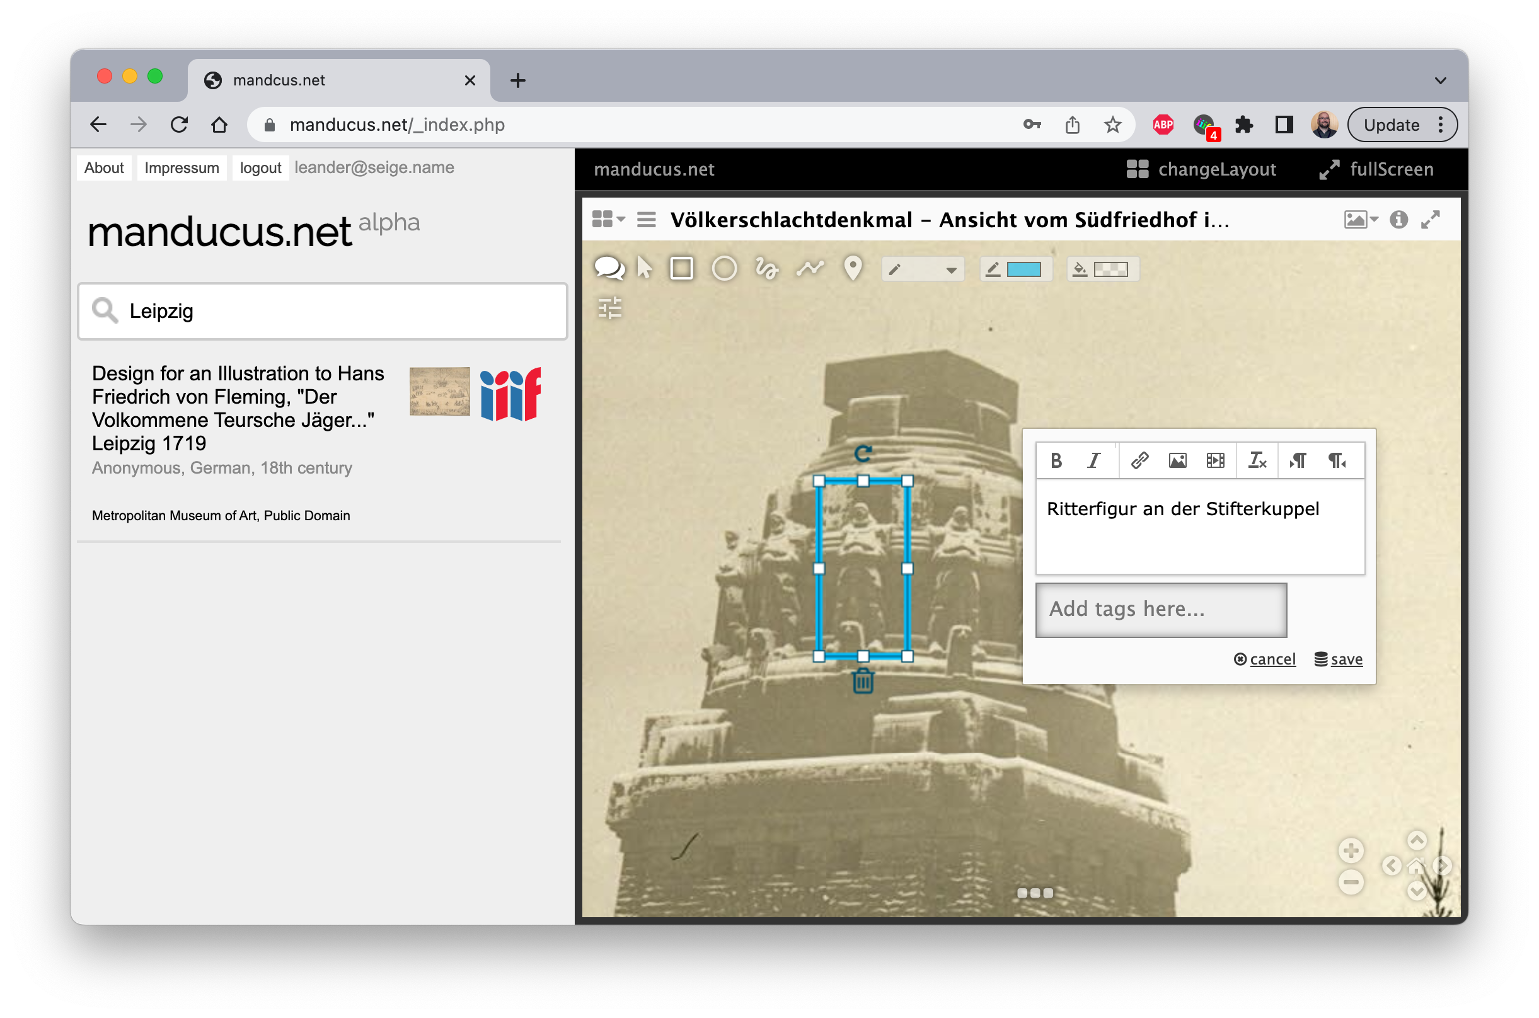 mandcus.net
manducus.net/_index.php
ABP
4
Update
About Impressum logout leander@seige.name
manducus.net alpha
Leipzig
Design for an Illustration to Hans
Friedrich von Fleming, "Der
Volkommene Teursche Jäger..."
Leipzig 1719
Anonymous, German, 18th century
Metropolitan Museum of Art, Public Domain
iiif
manducus.net
changeLayout
fullScreen
Völkerschlachtdenkmal – Ansicht vom Südfriedhof i...
B I
Ritterfigur an der Stifterkuppel
Add tags here...
cancel save